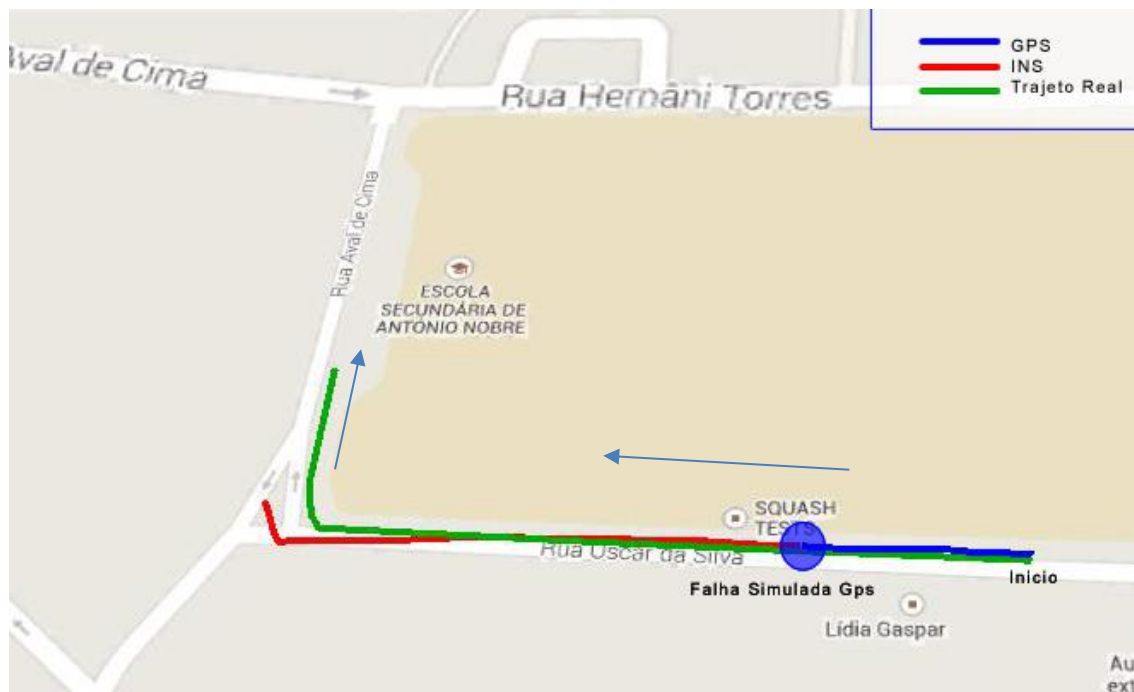 GPS
INS
Trajeto Real
Aval de Cima
Rua Hernâni Torres
Rua Aval de Cima
ESCOLA
SECUNDÁRIA DE
ANTÓNIO NOBRE
SQUASH
TESTS
Rua Oscar da Silva
Falha Simulada Gps
Inicio
Lídia Gaspar
Au
ext